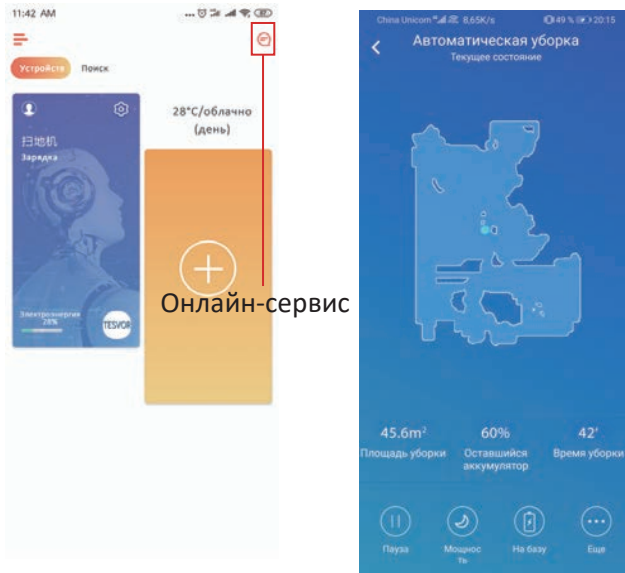 11:42 AM
Устройств Поиск
扫地机
Зарядка
28°C/облачно
(день)
Электроэнергия
28%
TESVOR
Онлайн-сервис
China Unicom 8,65K/s 49 % 20:15
Автоматическая уборка
Текущее состояние
45.6m² 60% 42'
Площадь уборки Оставшийся Время уборки
аккумулятор
Пауза Мощнос На базу Еще
ть